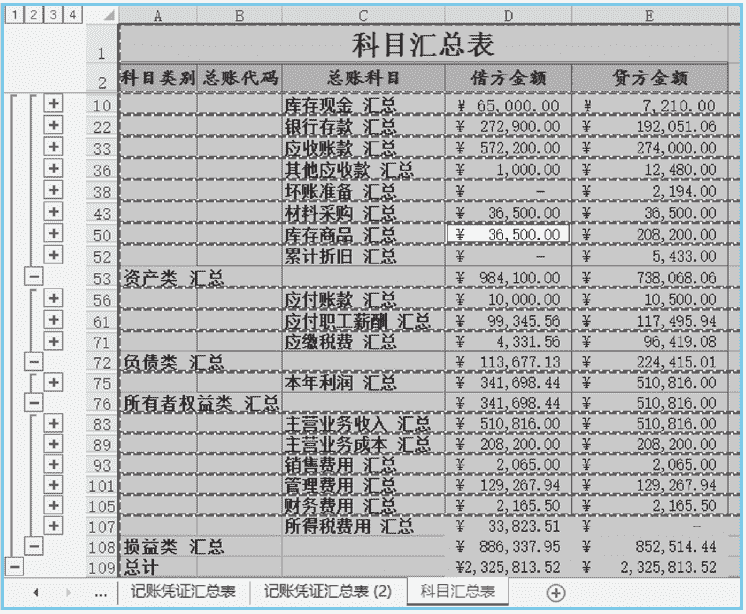 1 2 3 4 A B C D E
1 科目汇总表
2 科目类别 总账代码 总账科目 借方金额 贷方金额
+ 10 库存现金 汇总 ¥ 65,000.00 ¥ 7,210.00
+ 22 银行存款 汇总 ¥ 272,900.00 ¥ 192,051.06
+ 33 应收账款 汇总 ¥ 572,200.00 ¥ 274,000.00
+ 36 其他应收款 汇总 ¥ 1,000.00 ¥ 12,480.00
+ 38 坏账准备 汇总 ¥ - ¥ 2,194.00
+ 43 材料采购 汇总 ¥ 36,500.00 ¥ 36,500.00
+ 50 库存商品 汇总 ¥ 36,500.00 ¥ 208,200.00
+ 52 累计折旧 汇总 ¥ - ¥ 5,433.00
- 53 资产类 汇总 ¥ 984,100.00 ¥ 738,068.06
+ 56 应付账款 汇总 ¥ 10,000.00 ¥ 10,500.00
+ 61 应付职工薪酬 汇总 ¥ 99,345.56 ¥ 117,495.94
+ 71 应缴税费 汇总 ¥ 4,331.56 ¥ 96,419.08
- 72 负债类 汇总 ¥ 113,677.13 ¥ 224,415.01
+ 75 本年利润 汇总 ¥ 341,698.44 ¥ 510,816.00
- 76 所有者权益类 汇总 ¥ 341,698.44 ¥ 510,816.00
+ 83 主营业务收入 汇总 ¥ 510,816.00 ¥ 510,816.00
+ 89 主营业务成本 汇总 ¥ 208,200.00 ¥ 208,200.00
+ 93 销售费用 汇总 ¥ 2,065.00 ¥ 2,065.00
+ 101 管理费用 汇总 ¥ 129,267.94 ¥ 129,267.94
+ 105 财务费用 汇总 ¥ 2,165.50 ¥ 2,165.50
+ 107 所得税费用 汇总 ¥ 33,823.51 ¥ -
- 108 损益类 汇总 ¥ 886,337.95 ¥ 852,514.44
- 109 总计 ¥2,325,813.52 ¥ 2,325,813.52
... 记账凭证汇总表 记账凭证汇总表 (2) 科目汇总表